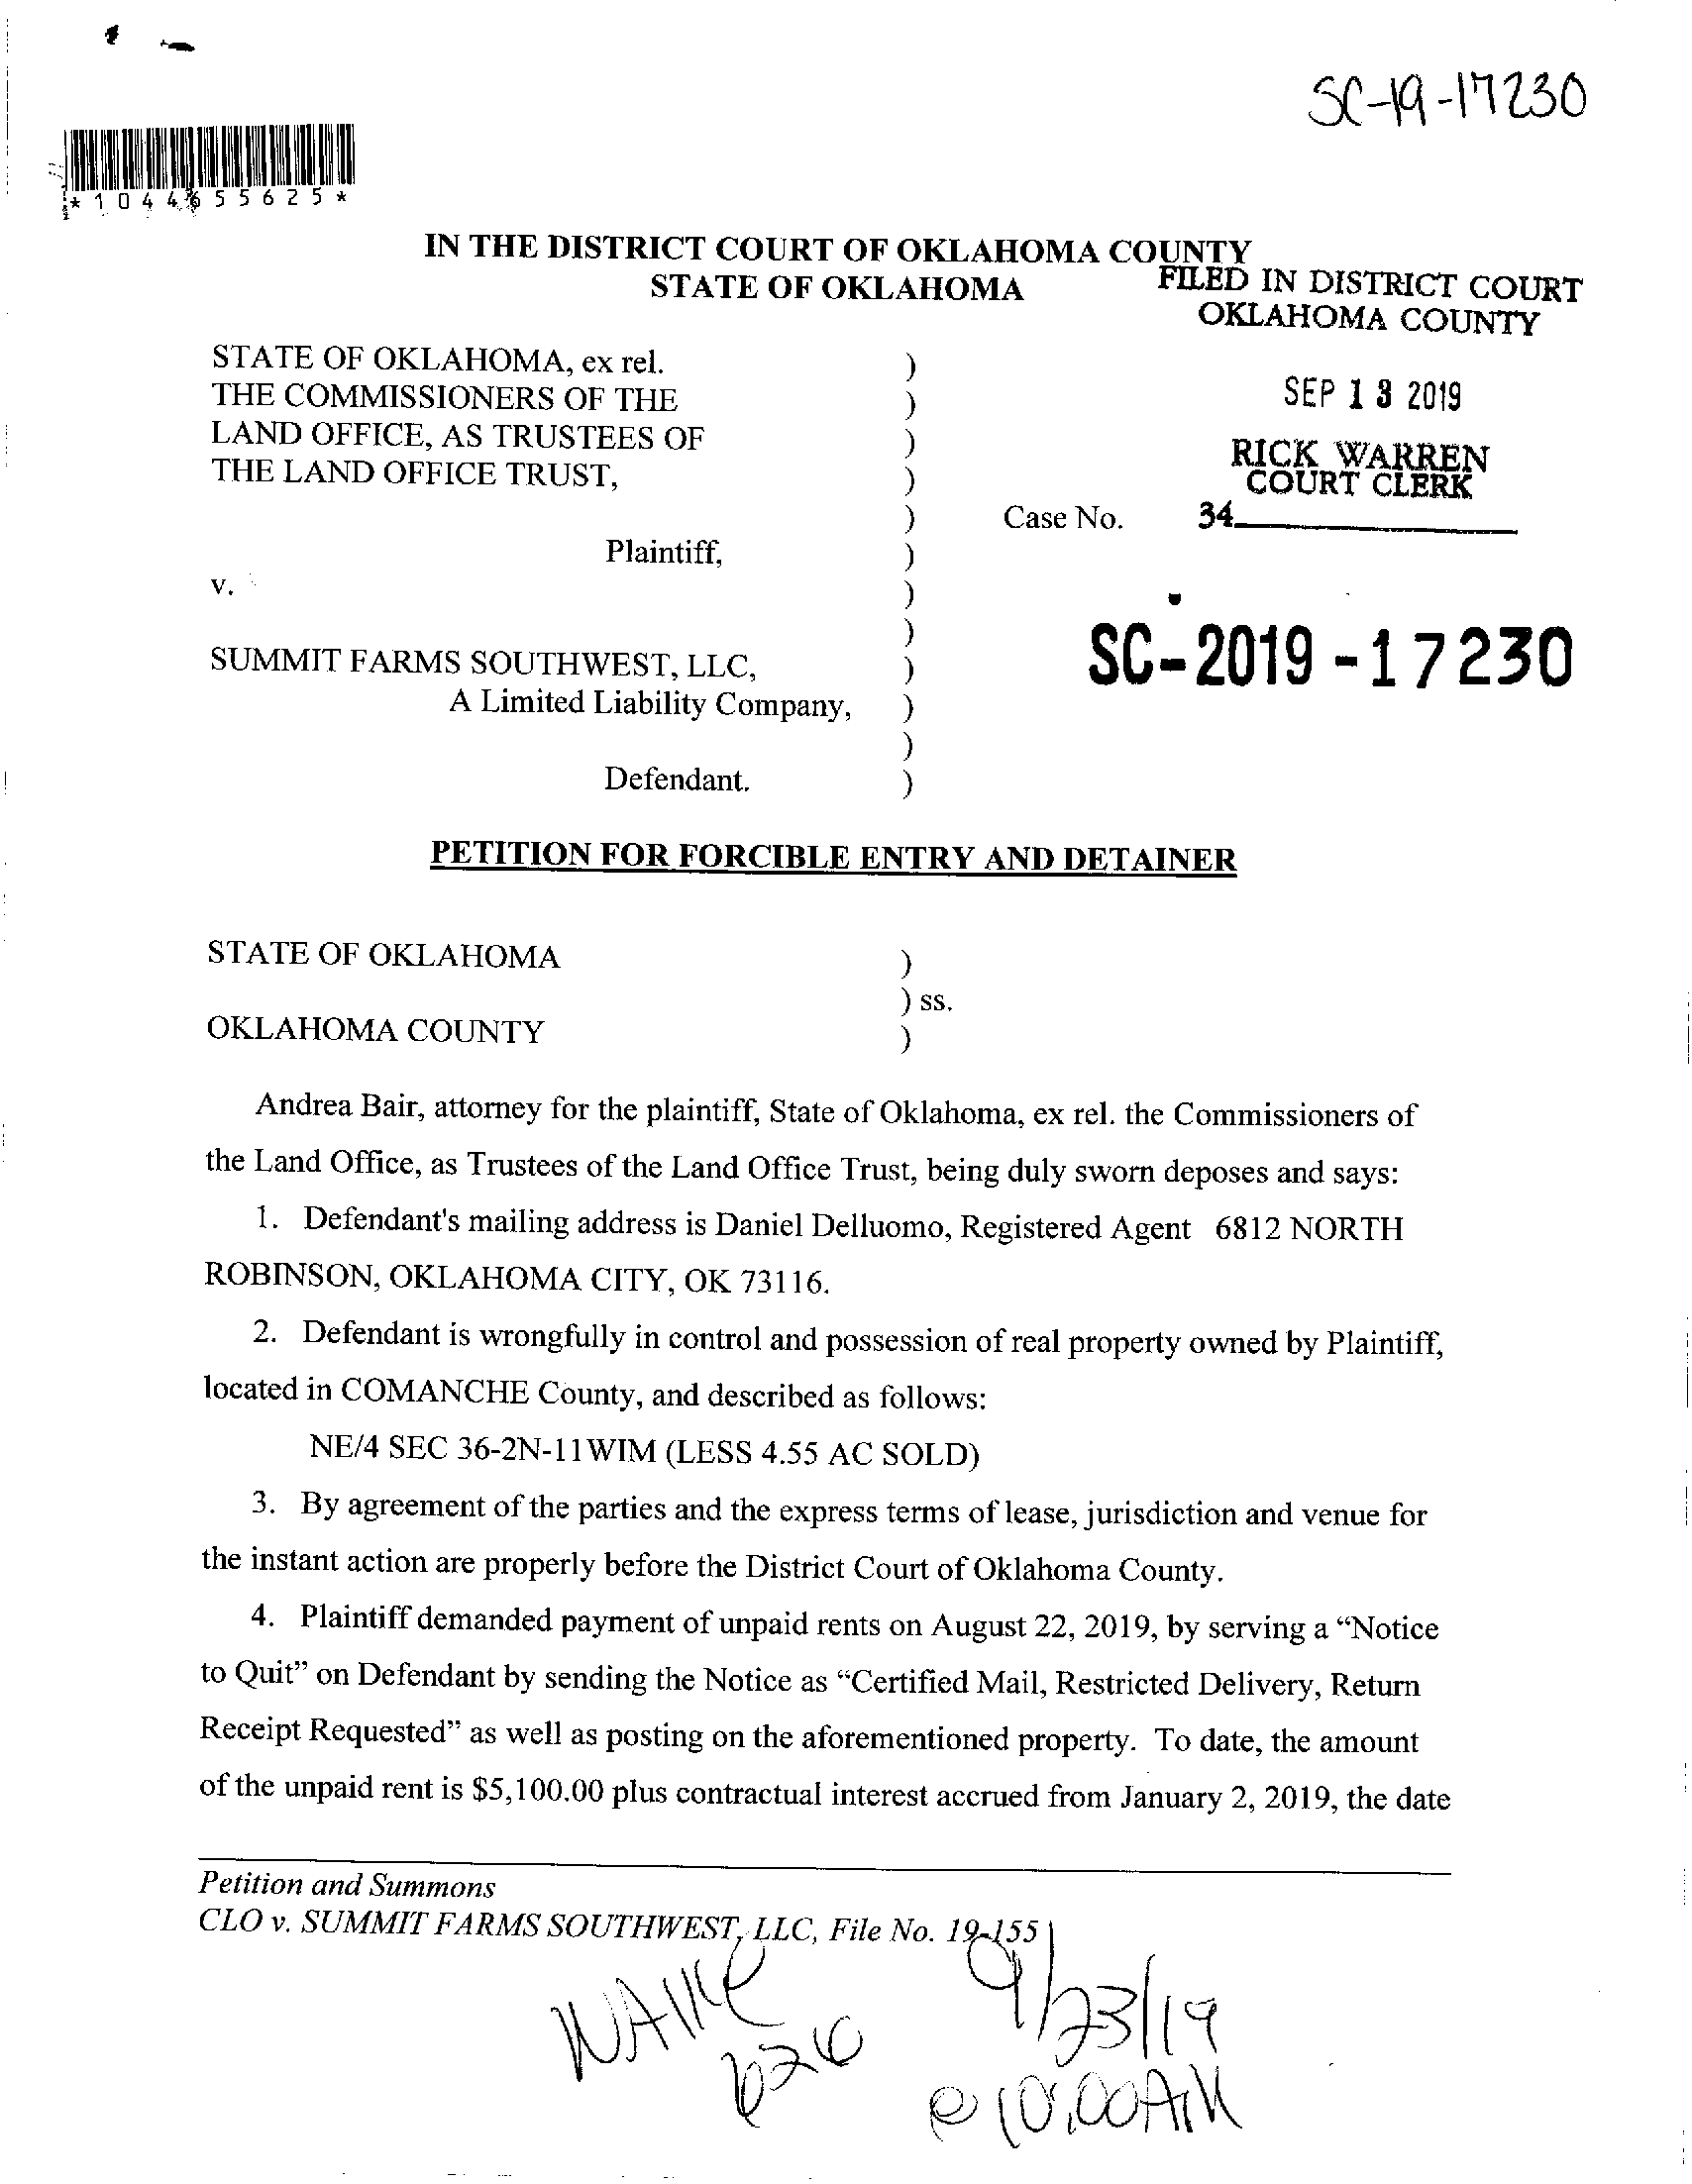 SC-19-17230
*1044655625*
IN THE DISTRICT COURT OF OKLAHOMA COUNTY
STATE OF OKLAHOMA
FILED IN DISTRICT COURT
OKLAHOMA COUNTY
STATE OF OKLAHOMA, ex rel. )
THE COMMISSIONERS OF THE )
SEP 13 2019
LAND OFFICE, AS TRUSTEES OF )
RICK WARREN
THE LAND OFFICE TRUST, )
COURT CLERK
) Case No. 34
Plaintiff, )
v. )
)
SC-2019-17230
SUMMIT FARMS SOUTHWEST, LLC, )
A Limited Liability Company, )
)
Defendant. )
PETITION FOR FORCIBLE ENTRY AND DETAINER
STATE OF OKLAHOMA )
) ss.
OKLAHOMA COUNTY )
Andrea Bair, attorney for the plaintiff, State of Oklahoma, ex rel. the Commissioners of
the Land Office, as Trustees of the Land Office Trust, being duly sworn deposes and says:
1. Defendant's mailing address is Daniel Delluomo, Registered Agent 6812 NORTH
ROBINSON, OKLAHOMA CITY, OK 73116.
2. Defendant is wrongfully in control and possession of real property owned by Plaintiff,
located in COMANCHE County, and described as follows:
NE/4 SEC 36-2N-11WIM (LESS 4.55 AC SOLD)
3. By agreement of the parties and the express terms of lease, jurisdiction and venue for
the instant action are properly before the District Court of Oklahoma County.
4. Plaintiff demanded payment of unpaid rents on August 22, 2019, by serving a “Notice
to Quit” on Defendant by sending the Notice as “Certified Mail, Restricted Delivery, Return
Receipt Requested” as well as posting on the aforementioned property. To date, the amount
of the unpaid rent is $5,100.00 plus contractual interest accrued from January 2, 2019, the date
Petition and Summons
CLO v. SUMMIT FARMS SOUTHWEST, LLC, File No. 19-155
9/23/19
@ 10:00AM